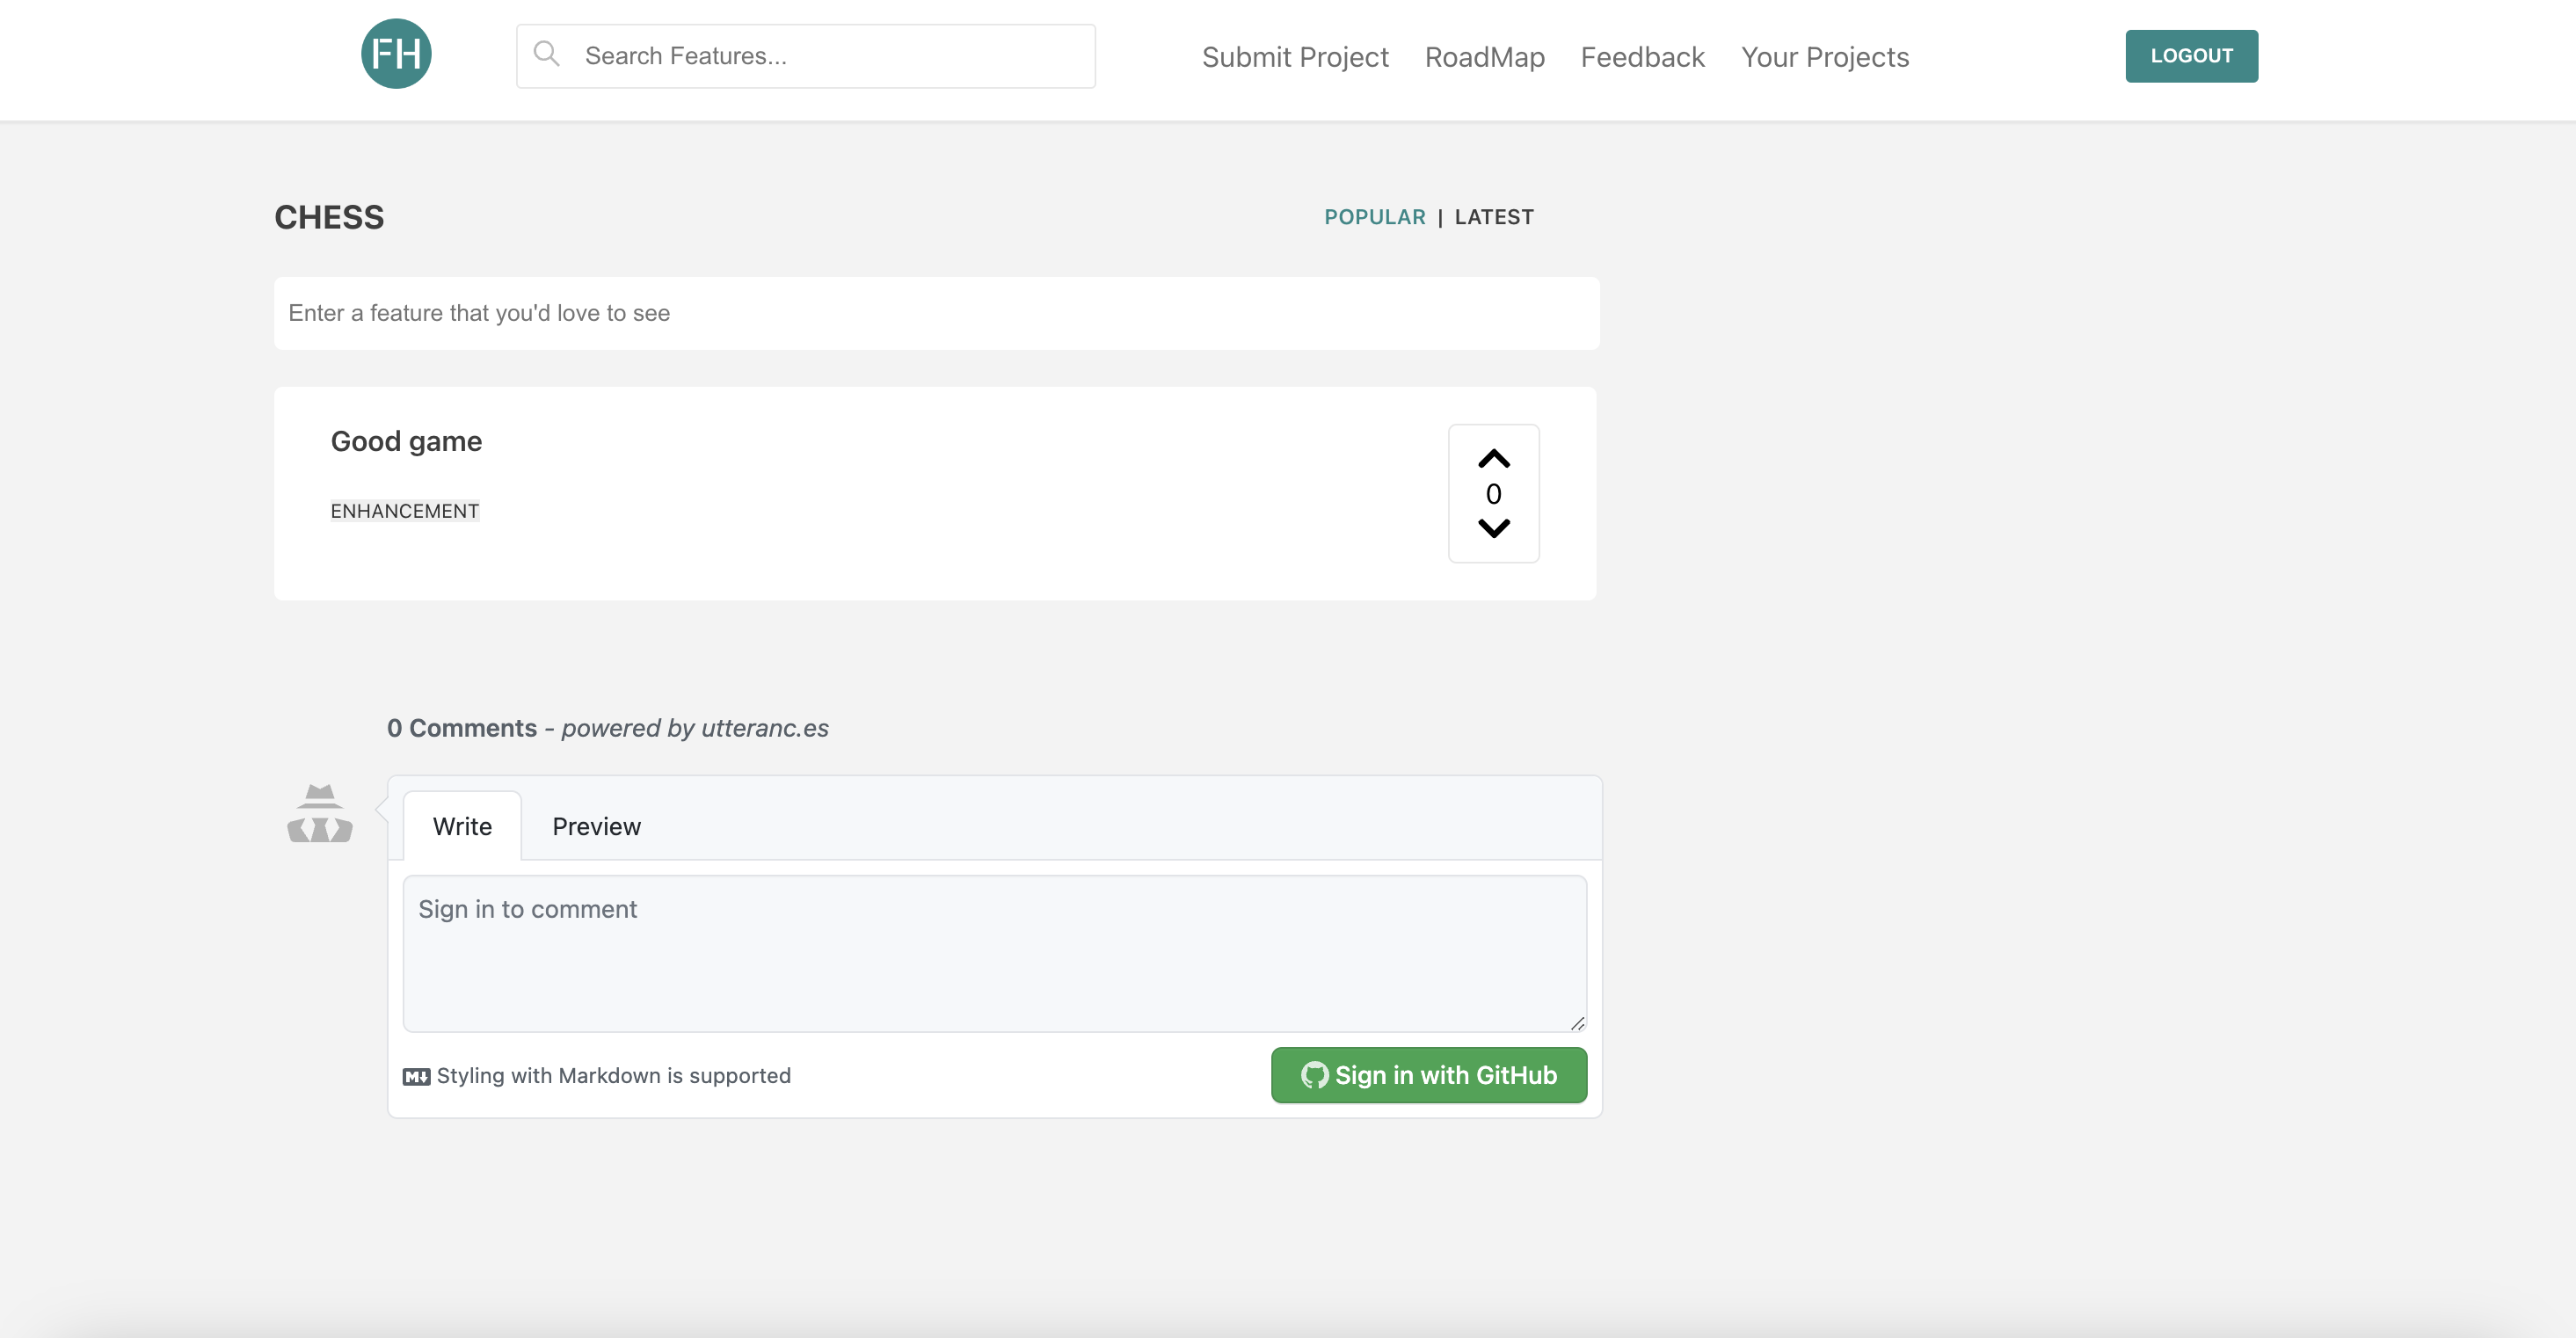 FH Search Features... Submit Project RoadMap Feedback Your Projects LOGOUT
CHESS POPULAR | LATEST
Enter a feature that you'd love to see
Good game
0
ENHANCEMENT
0 Comments - powered by utteranc.es
Write Preview
Sign in to comment
M Styling with Markdown is supported Sign in with GitHub